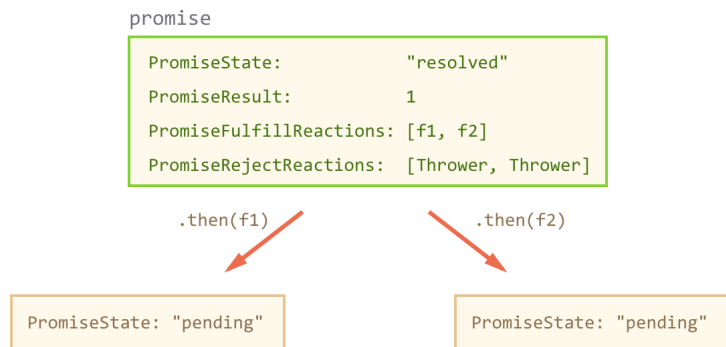 promise
PromiseState: "resolved"
PromiseResult: 1
PromiseFulfillReactions: [f1, f2]
PromiseRejectReactions: [Thrower, Thrower]
.then(f1) .then(f2)
PromiseState: "pending" PromiseState: "pending"